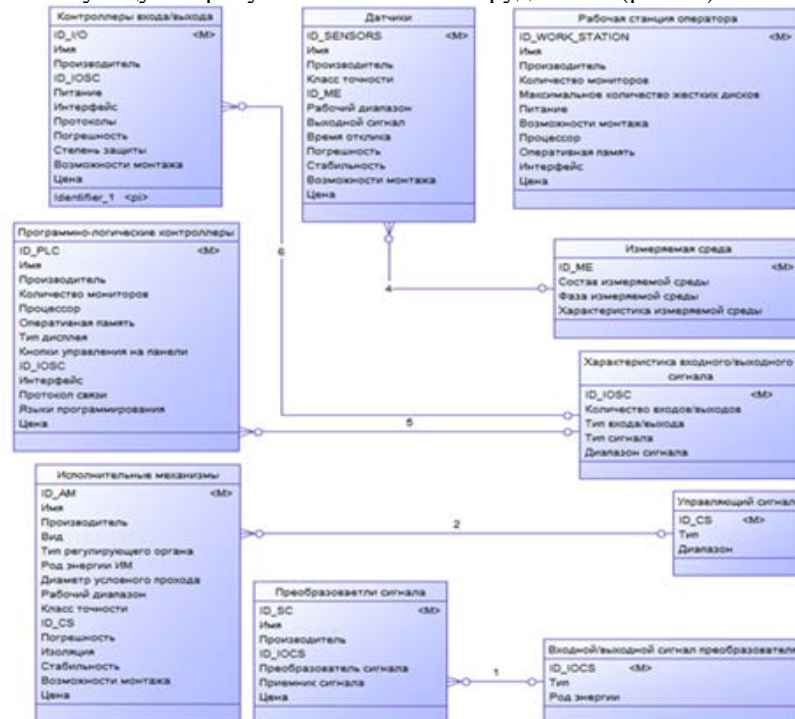 Контроллеры входа/выхода
ID_I/O <M>
Имя
Производитель
ID_IOSC
Питание
Интерфейс
Протоколы
Погрешность
Степень защиты
Возможности монтажа
Цена
Identifier_1 <pi>
Датчики
ID_SENSORS <M>
Имя
Производитель
Класс точности
ID_ME
Рабочий диапазон
Выходной сигнал
Время отклика
Погрешность
Стабильность
Возможности монтажа
Цена
Рабочая станция оператора
ID_WORK_STATION <M>
Имя
Производитель
Количество мониторов
Максимальное количество жестких дисков
Питание
Возможности монтажа
Процессор
Оперативная память
Интерфейс
Цена
Программно-логические контроллеры
ID_PLC <M>
Имя
Производитель
Количество мониторов
Процессор
Оперативная память
Тип дисплея
Кнопки управления на панели
ID_IOSC
Интерфейс
Протокол связи
Языки программирования
Цена
6
4
Измеряемая среда
ID_ME <M>
Состав измеряемой среды
Фаза измеряемой среды
Характеристика измеряемой среды
Характеристика входного/выходного
сигнала
ID_IOSC <M>
Количество входов/выходов
Тип входа/выхода
Тип сигнала
Диапазон сигнала
5
Исполнительные механизмы
ID_AM <M>
Имя
Производитель
Вид
Тип регулирующего органа
Род энергии ИМ
Диаметр условного прохода
Рабочий диапазон
Класс точности
ID_CS
Погрешность
Изоляция
Стабильность
Возможности монтажа
Цена
2
Управляющий сигнал
ID_CS <M>
Тип
Диапазон
Преобразоваетли сигнала
ID_SC <M>
Имя
Производитель
ID_IOCS
Преобразователь сигнала
Приемник сигнала
Цена
1
Входной/выходной сигнал преобразователя
ID_IOCS <M>
Тип
Род энергии